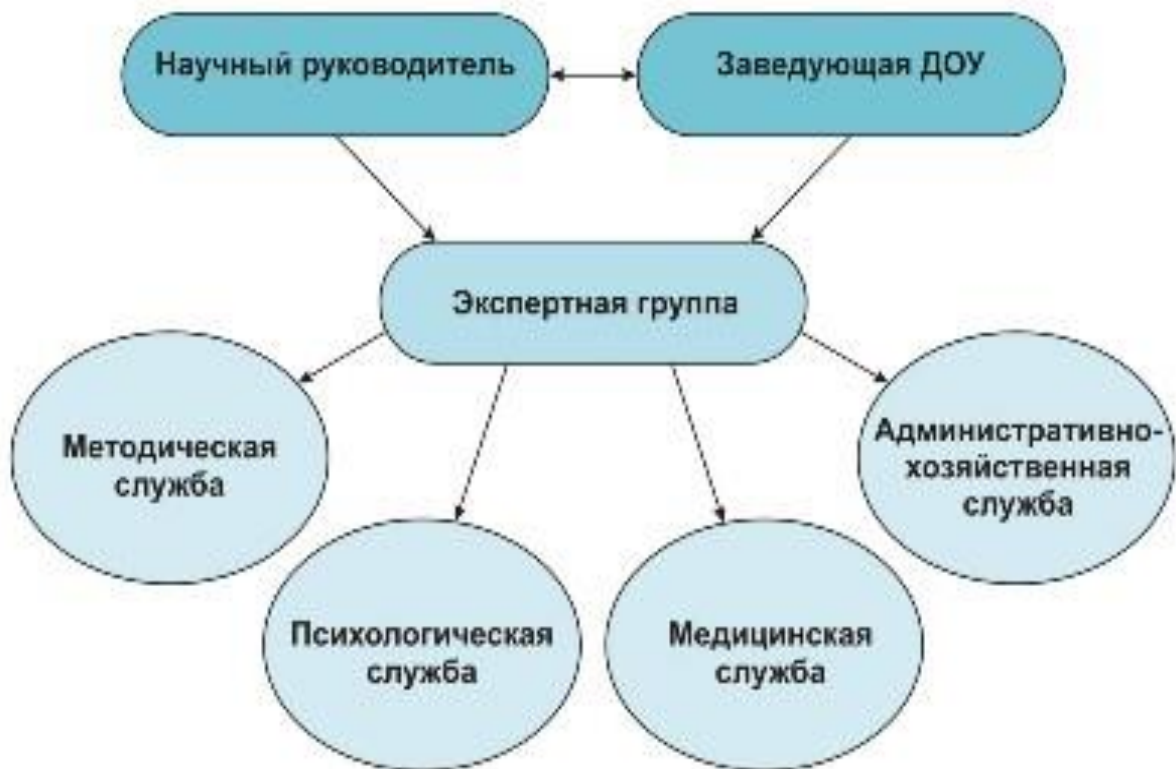 Научный руководитель
Заведующая ДОУ
Экспертная группа
Методическая
служба
Административно-
хозяйственная
служба
Психологическая
служба
Медицинская
служба